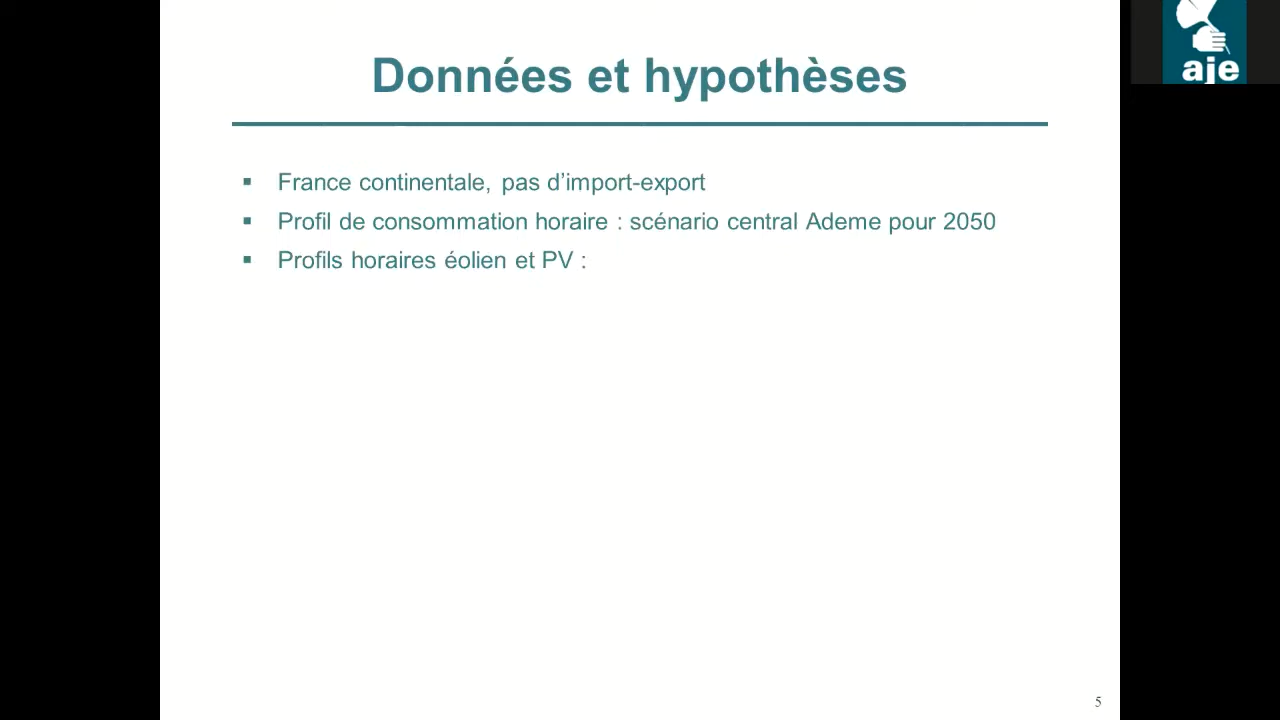 Données et hypothèses
France continentale, pas d’import-export
Profil de consommation horaire : scénario central Ademe pour 2050
Profils horaires éolien et PV :
5
aje